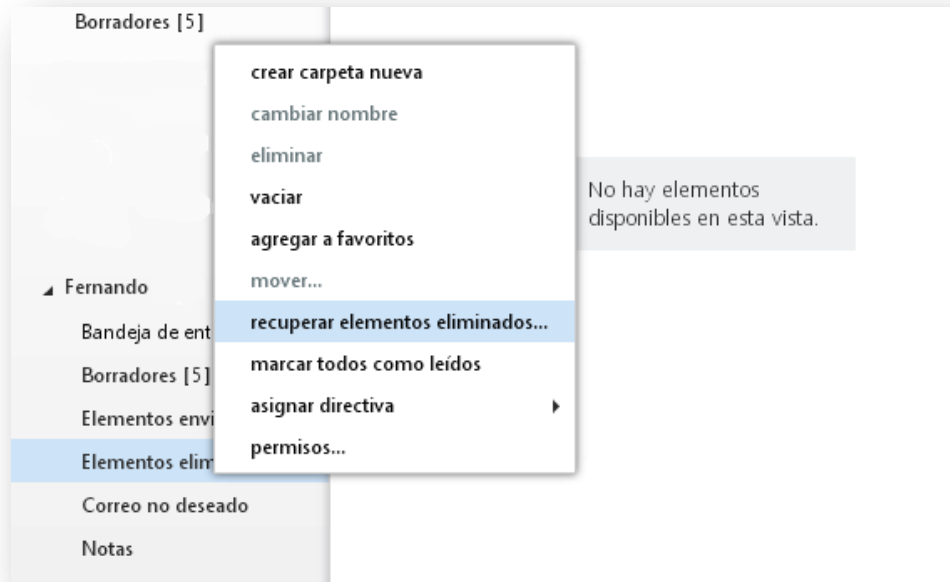 Borradores [5]
crear carpeta nueva
cambiar nombre
eliminar
vaciar
agregar a favoritos
mover...
recuperar elementos eliminados...
marcar todos como leídos
asignar directiva
permisos...
No hay elementos
disponibles en esta vista.
Fernando
Bandeja de ent
Borradores [5]
Elementos envi
Elementos elim
Correo no deseado
Notas